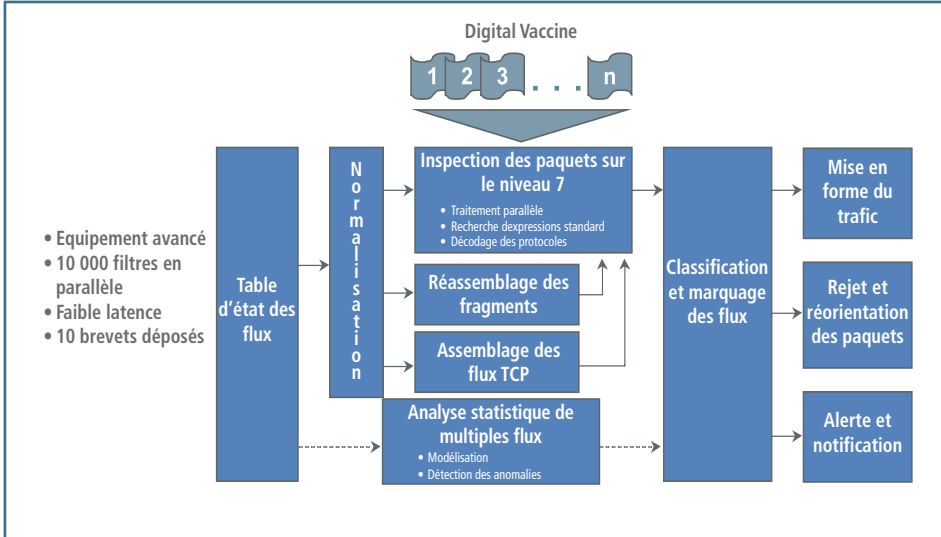 Digital Vaccine
1 2 3 . . . n
• Equipement avancé
• 10 000 filtres en
parallèle
• Faible latence
• 10 brevets déposés
Table
d'état des
flux
Normalisation
Inspection des paquets sur
le niveau 7
• Traitement parallèle
• Recherche dexpressions standard
• Décodage des protocoles
Réassemblage des
fragments
Assemblage des
flux TCP
Analyse statistique de
multiples flux
• Modélisation
• Détection des anomalies
Classification
et marquage
des flux
Mise en
forme du
trafic
Rejet et
réorientation
des paquets
Alerte et
notification